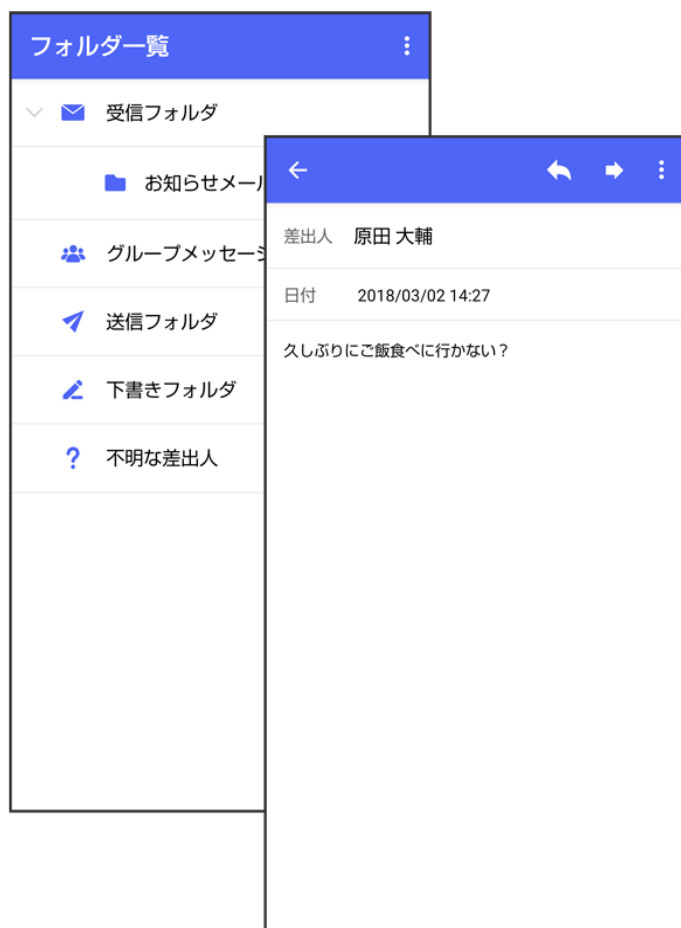 フォルダ一覧
受信フォルダ
お知らせメール
グループメッセージ
送信フォルダ
下書きフォルダ
不明な差出人
差出人 原田 大輔
日付 2018/03/02 14:27
久しぶりにご飯食べに行かない？